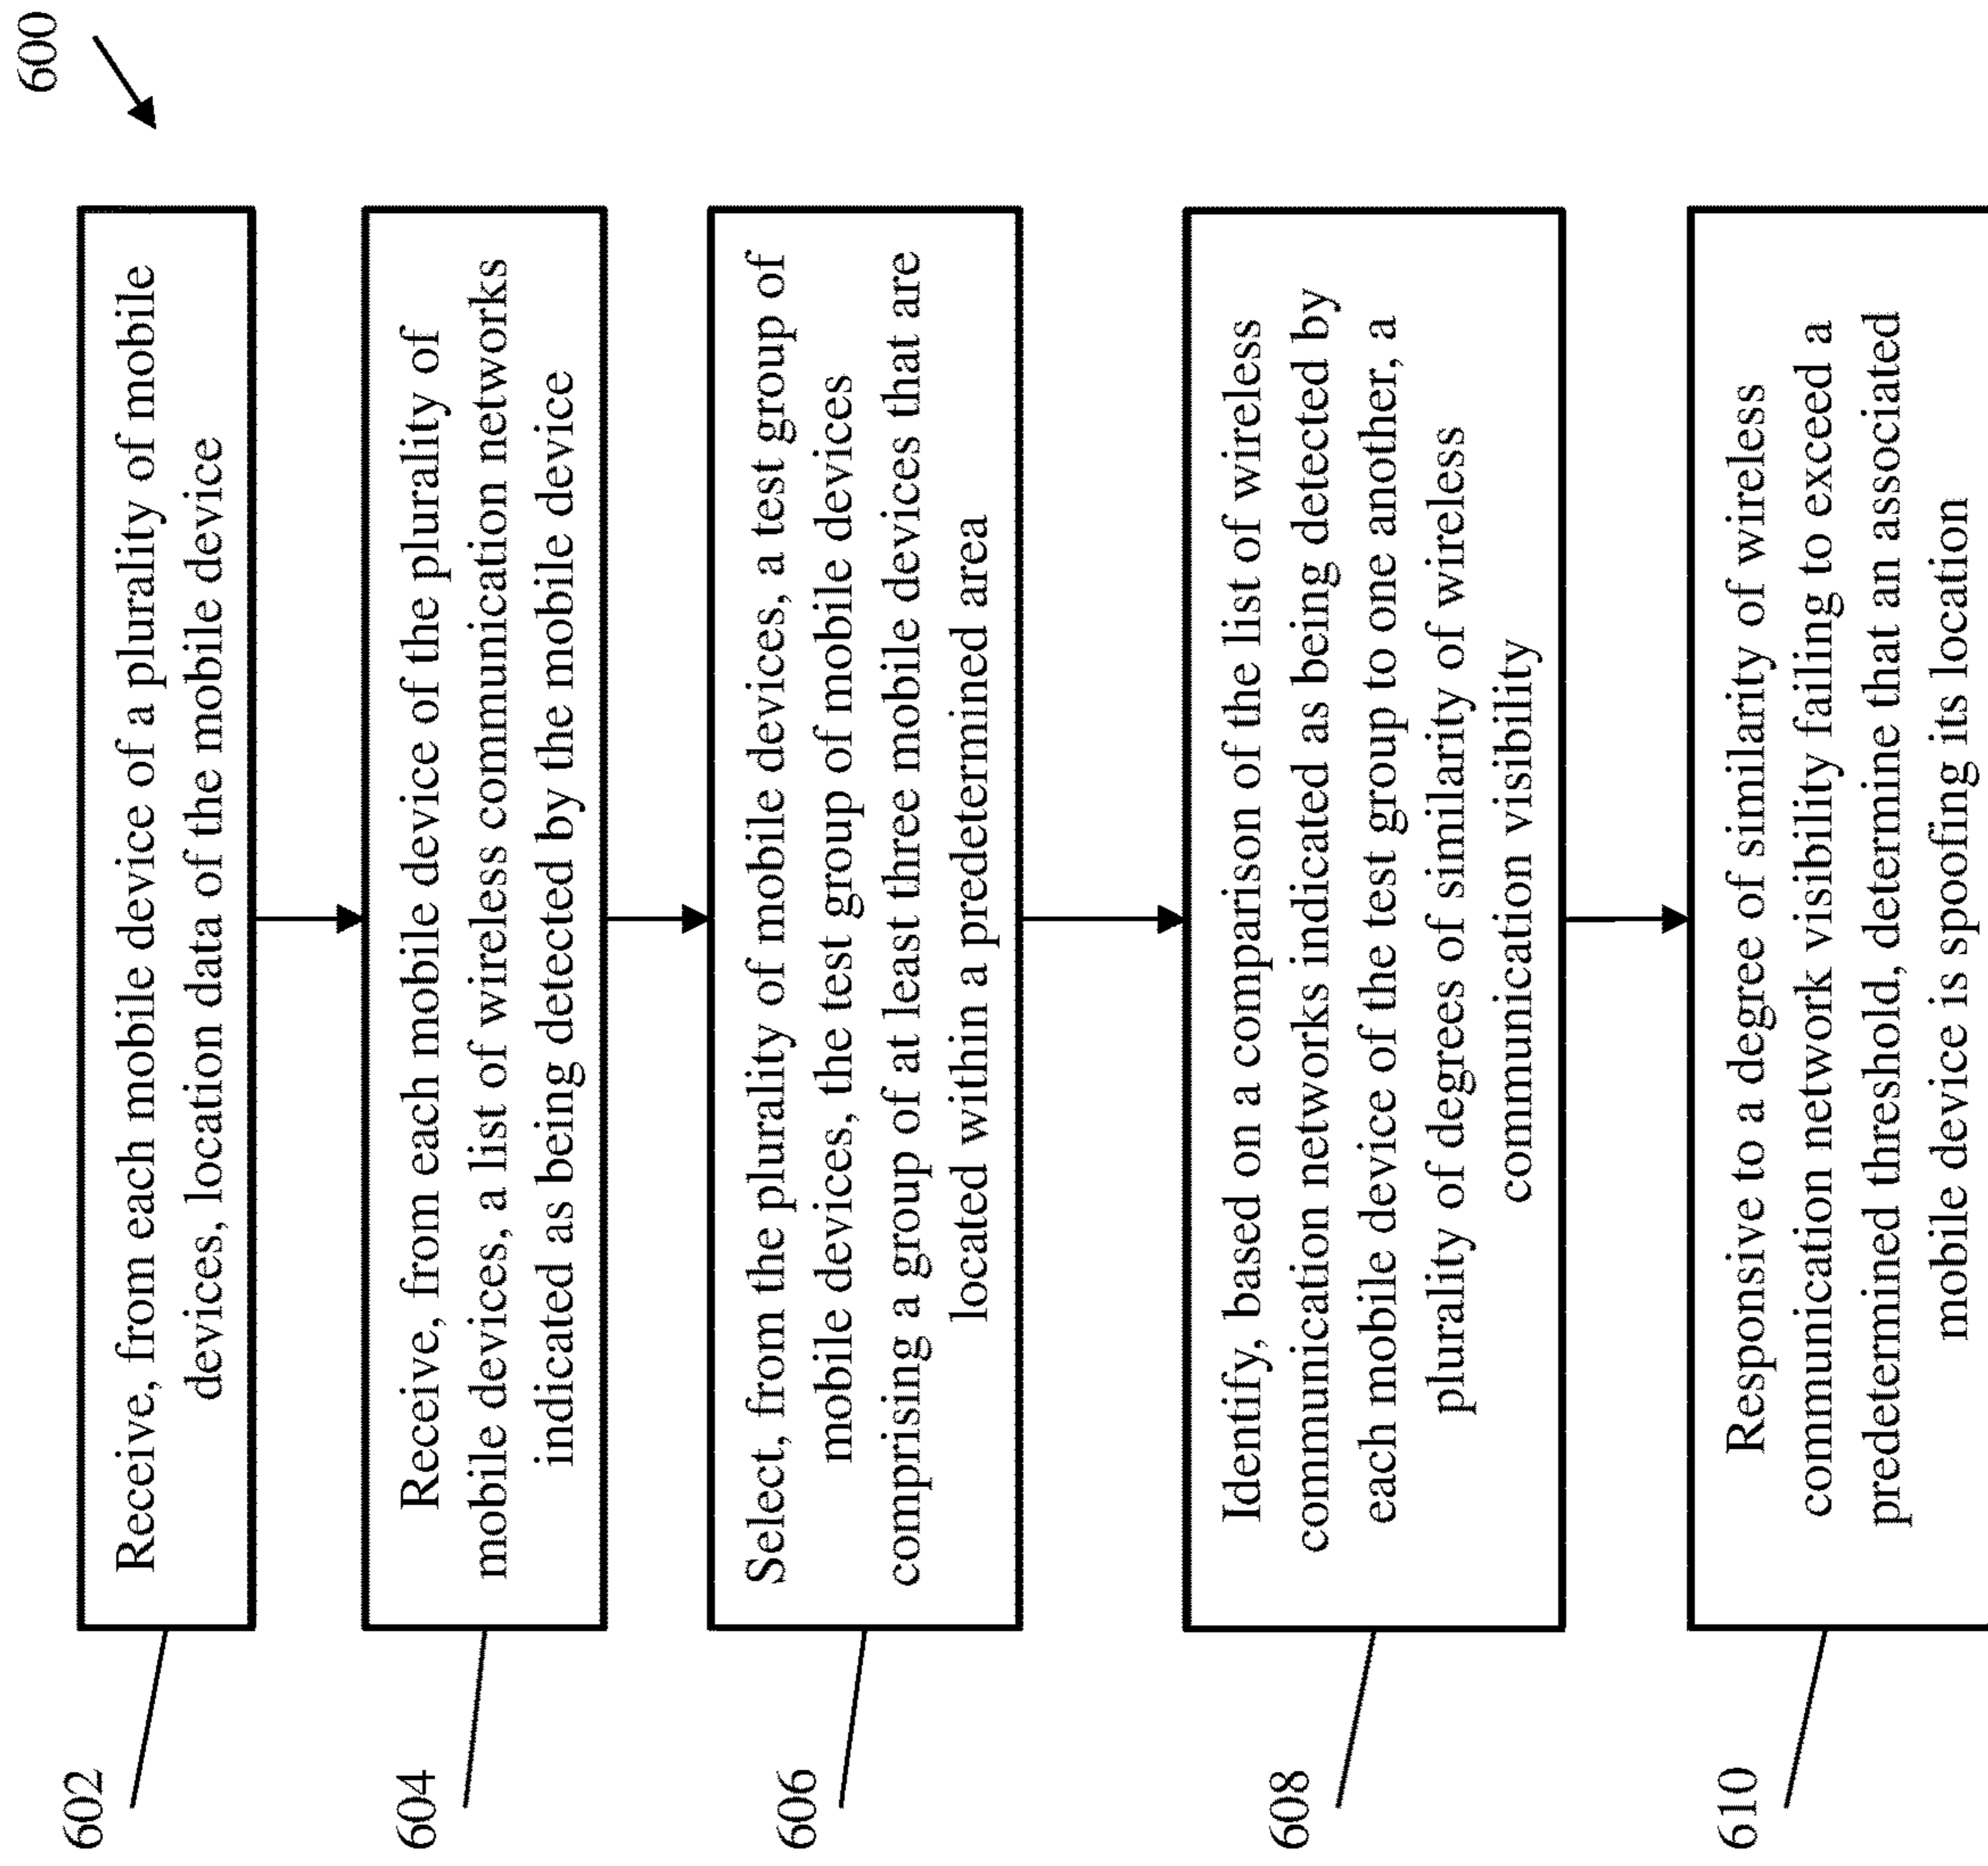 600
602
Receive, from each mobile device of a plurality of mobile
devices, location data of the mobile device
604
Receive, from each mobile device of the plurality of
mobile devices, a list of wireless communication networks
indicated as being detected by the mobile device
606
Select, from the plurality of mobile devices, a test group of
mobile devices, the test group of mobile devices
comprising a group of at least three mobile devices that are
located within a predetermined area
608
Identify, based on a comparison of the list of wireless
communication networks indicated as being detected by
each mobile device of the test group to one another, a
plurality of degrees of similarity of wireless
communication visibility
610
Responsive to a degree of similarity of wireless
communication network visibility failing to exceed a
predetermined threshold, determine that an associated
mobile device is spoofing its location